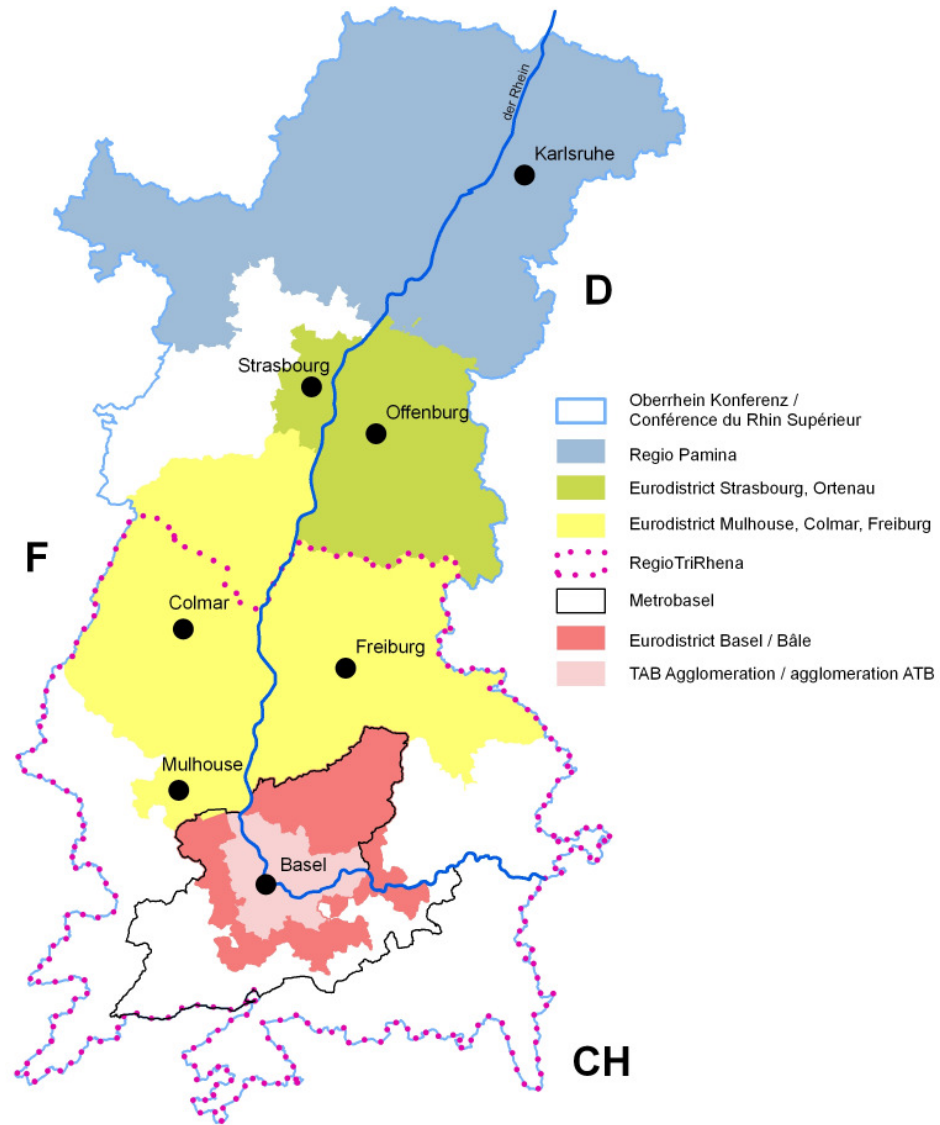 der Rhein
Karlsruhe
D
Strasbourg
Offenburg
Oberrhein Konferenz /
Conférence du Rhin Supérieur
Regio Pamina
Eurodistrict Strasbourg, Ortenau
Eurodistrict Mulhouse, Colmar, Freiburg
F
RegioTriRhena
Metrobasel
Colmar
Eurodistrict Basel / Bâle
Freiburg
TAB Agglomeration / agglomeration ATB
Mulhouse
Basel
CH